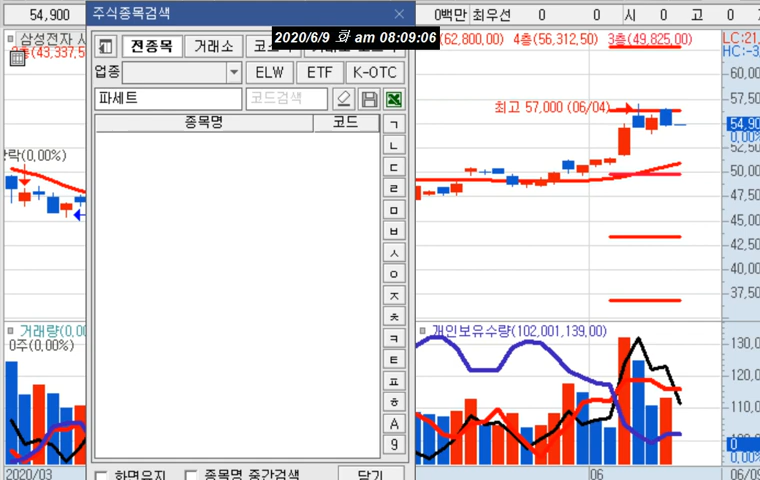 54,900
주식종목검색
0백만 최우선 0 0 시 0 고 0
2020/6/9 화 am 08:09:06
삼성전자
전종목 거래소
(43,337,5
(62,800,00) 4층(56,312,50) 3층(49,825,00)
LC:21,
HC:-3,
업종 ELW ETF K-OTC
파세트 코드검색
종목명 코드
ㄱ
ㄴ
ㄷ
ㄹ
ㅁ
ㅂ
ㅅ
ㅇ
ㅈ
ㅊ
ㅋ
ㅌ
ㅍ
ㅎ
A
9
최고 57,000 (06/04)
60,00
57,50
54,90
0,00%
52,50
50,00
47,50
45,00
42,50
40,00
37,50
락(0,00%)
거래량(0,00
0주(0,00%)
개인보유수량(102,001,139,00)
130,0
120,0
110,0
0
0,00%
화면유지 종목명 중간검색 닫기
2020/03 06 06/09